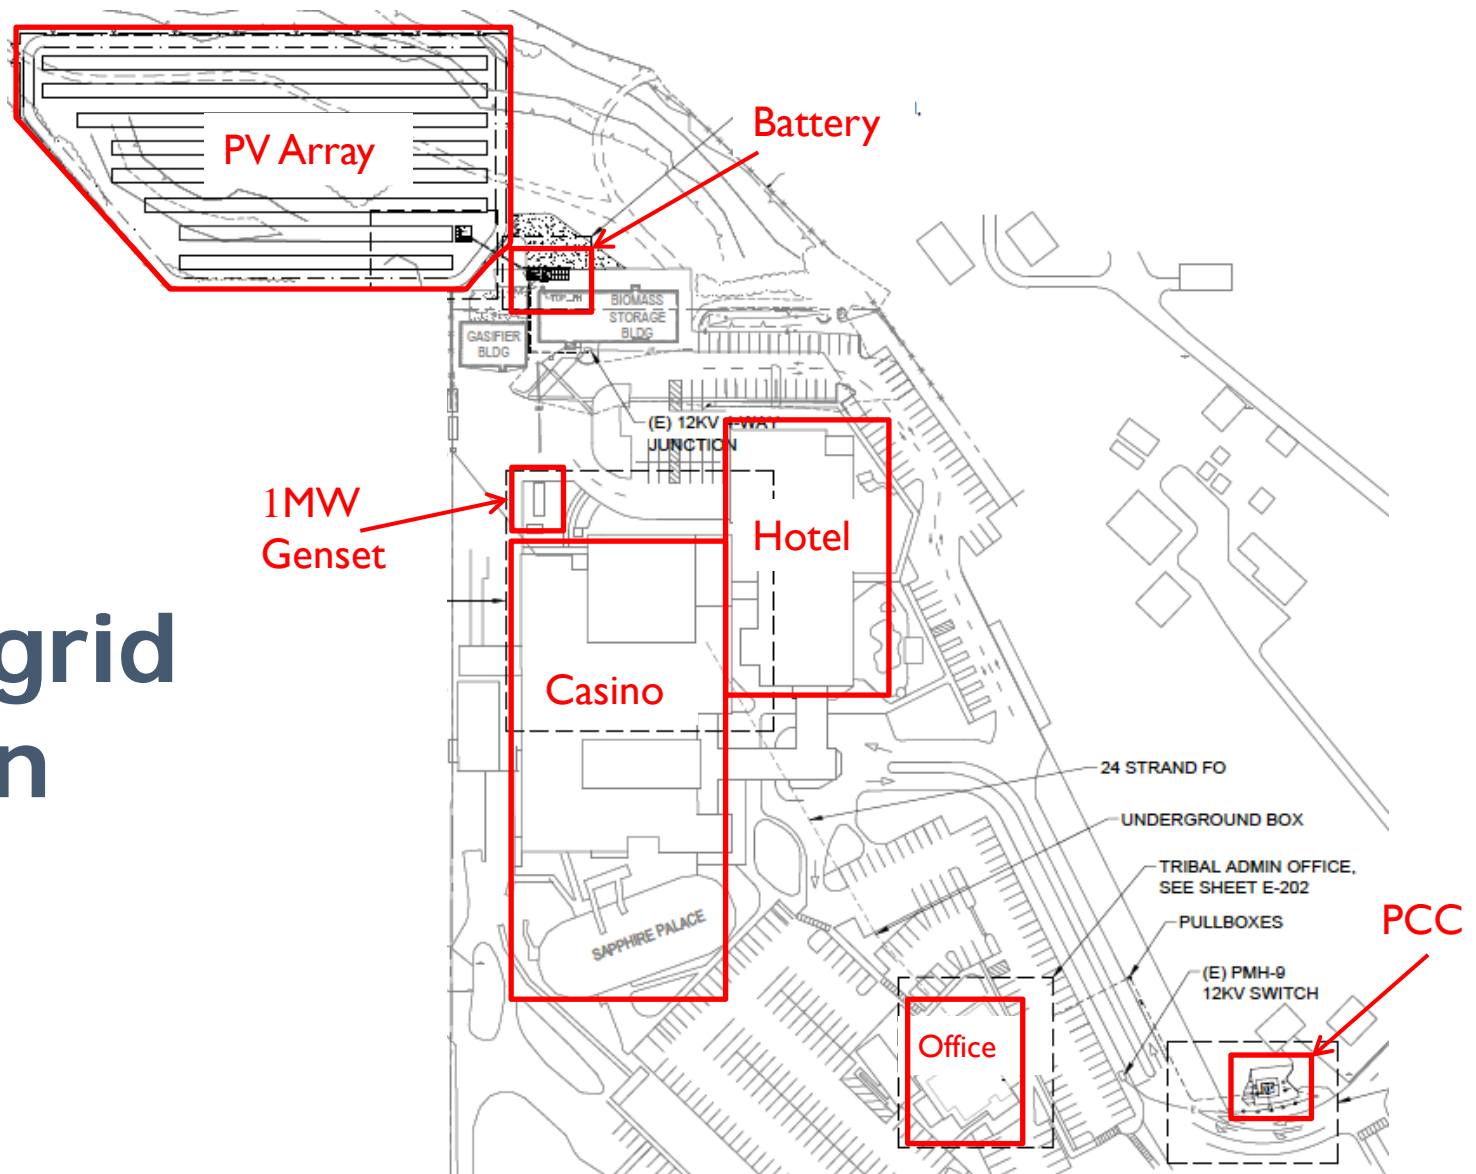 Battery
PV Array
BIOMASS
STORAGE
BLDG
GASIFIER
BLDG
(E) 12KV 4-WAY
JUNCTION
1MW
Genset
Hotel
grid
n
Casino
24 STRAND FO
UNDERGROUND BOX
TRIBAL ADMIN OFFICE,
SEE SHEET E-202
PULLBOXES
PCC
SAPPHIRE PALACE
(E) PMH-9
12KV SWITCH
Office